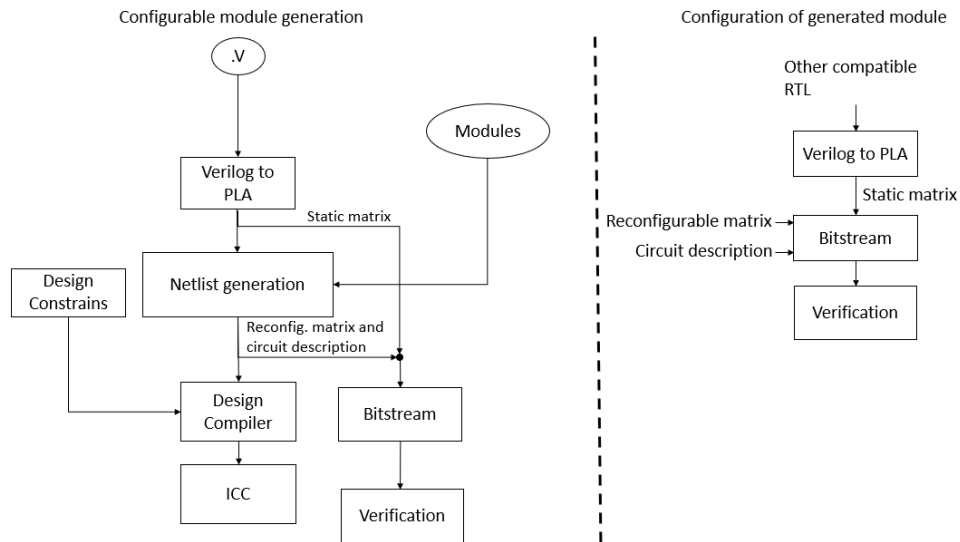 Configurable module generation
.V
Modules
Verilog to
PLA
Static matrix
Netlist generation
Design
Constrains
Reconfig. matrix and
circuit description
Design
Compiler
Bitstream
ICC
Verification
Configuration of generated module
Other compatible
RTL
Verilog to PLA
Static matrix
Reconfigurable matrix
Bitstream
Circuit description
Verification